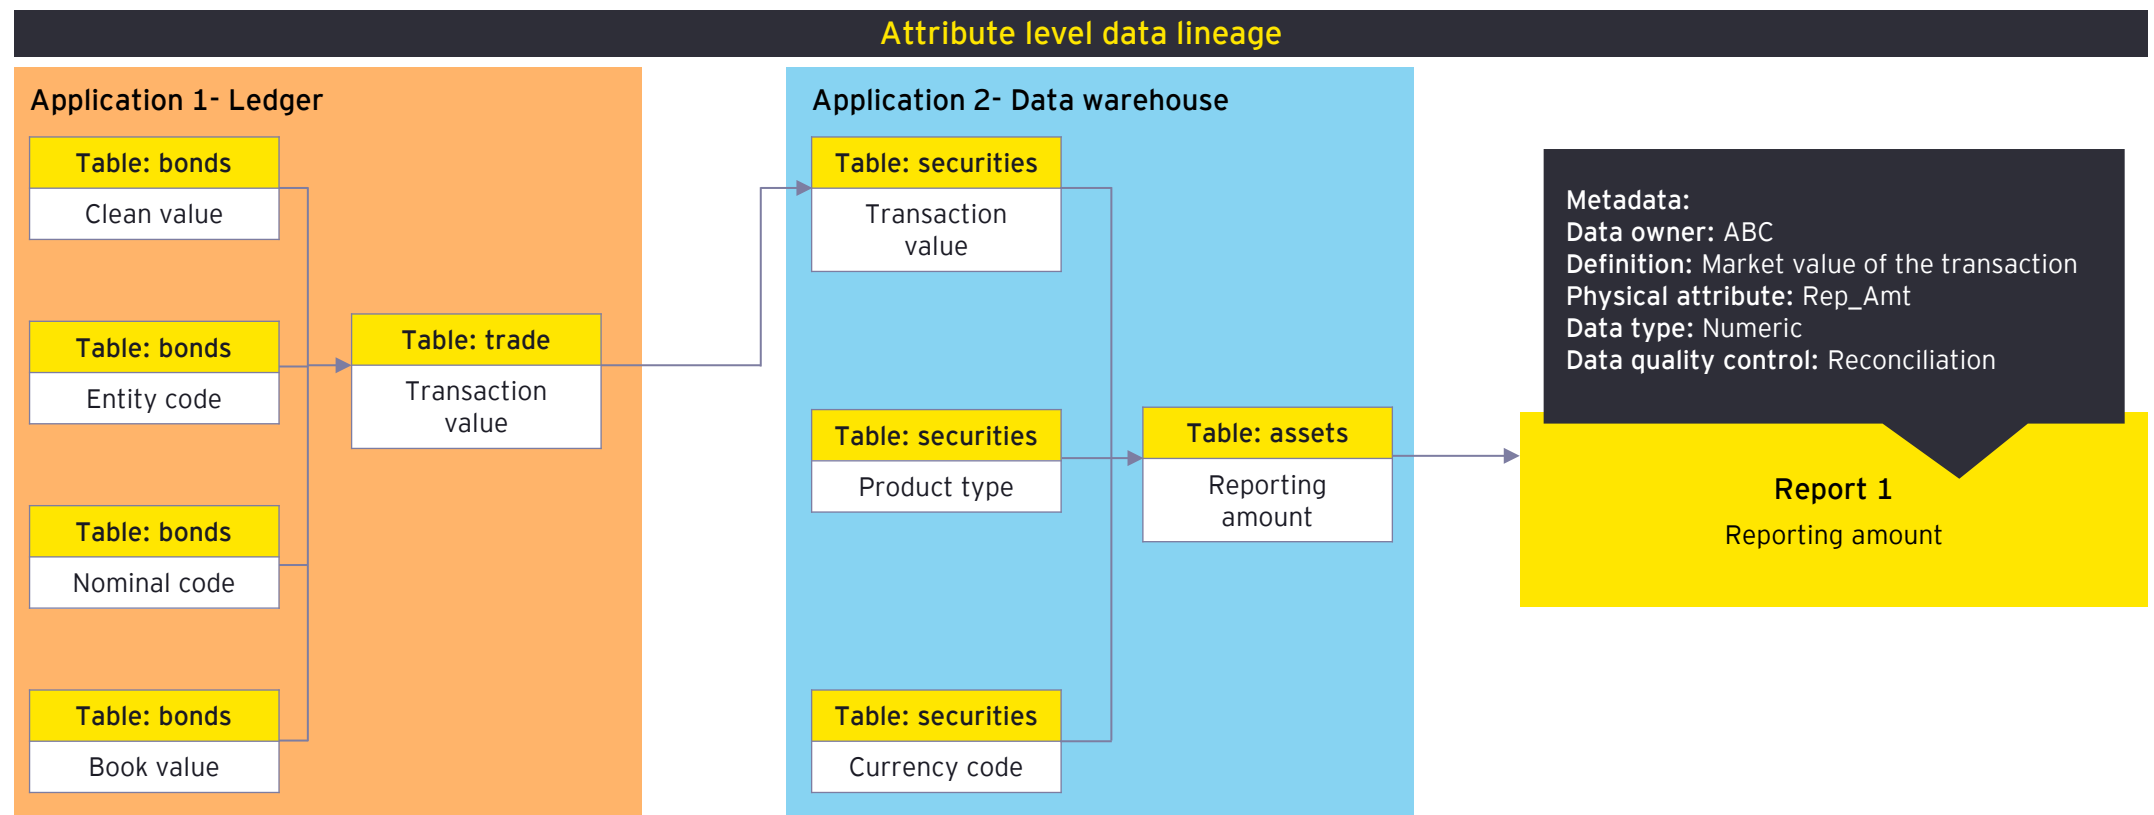 Attribute level data lineage
Application 1- Ledger
Table: bonds
Clean value
Table: bonds
Entity code
Table: bonds
Nominal code
Table: bonds
Book value
Table: trade
Transaction
value
Application 2- Data warehouse
Table: securities
Transaction
value
Table: securities
Product type
Table: securities
Currency code
Table: assets
Reporting
amount
Metadata:
Data owner: ABC
Definition: Market value of the transaction
Physical attribute: Rep_Amt
Data type: Numeric
Data quality control: Reconciliation
Report 1
Reporting amount